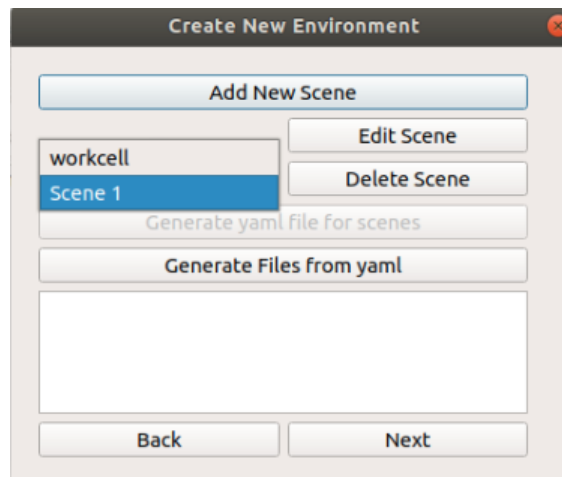 Create New Environment
Add New Scene
workcell
Scene 1
Edit Scene
Delete Scene
Generate yaml file for scenes
Generate Files from yaml
Back
Next